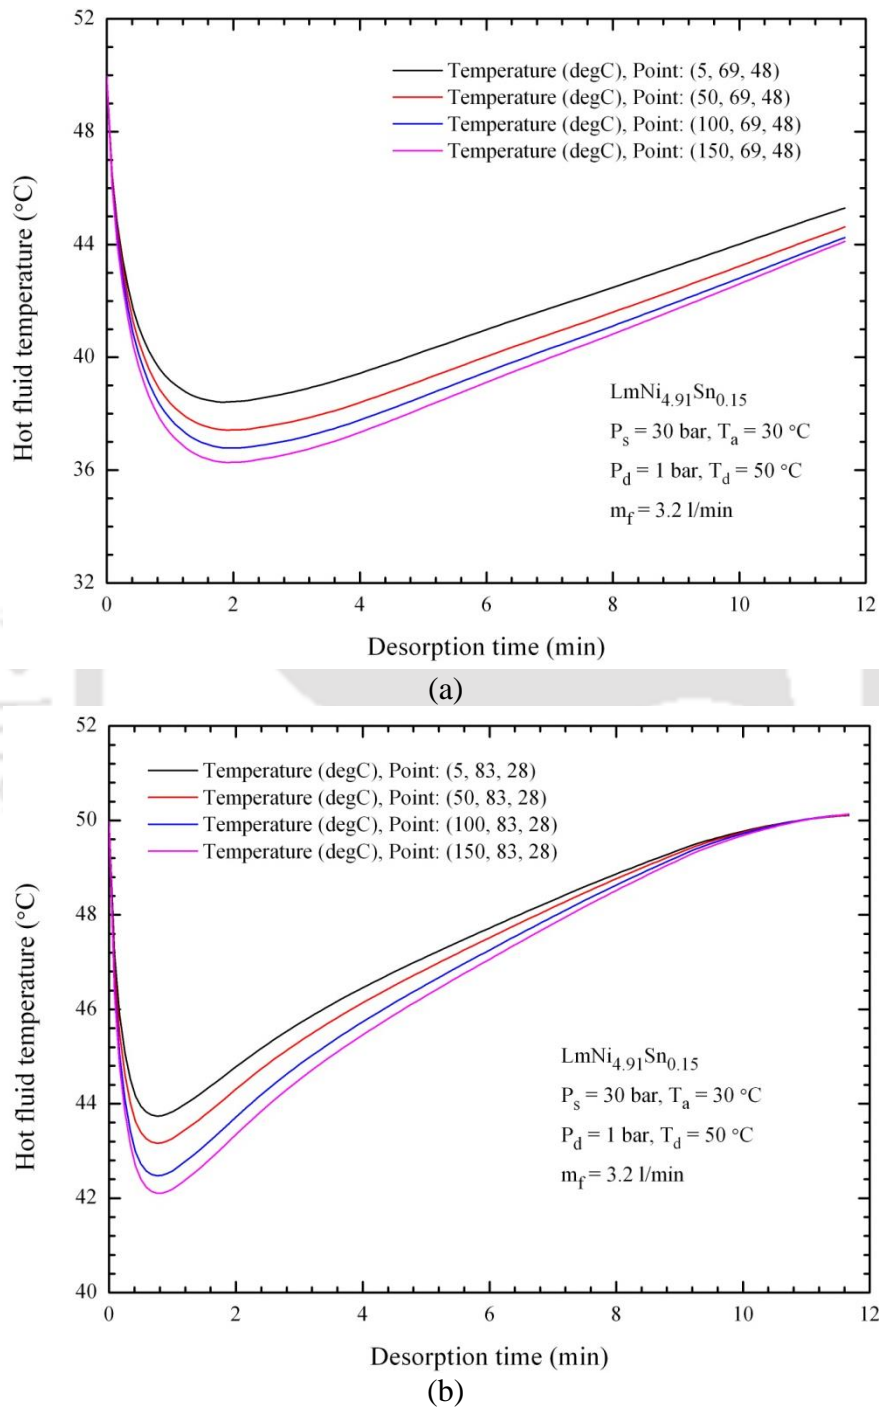 52
48
44
40
36
32
Hot fluid temperature (°C)
Temperature (degC), Point: (5, 69, 48)
Temperature (degC), Point: (50, 69, 48)
Temperature (degC), Point: (100, 69, 48)
Temperature (degC), Point: (150, 69, 48)
LmNi4.91Sn0.15
Ps = 30 bar, Ta = 30 °C
Pd = 1 bar, Td = 50 °C
mf = 3.2 l/min
0 2 4 6 8 10 12
Desorption time (min)
(a)
52
50
48
46
44
42
40
Hot fluid temperature (°C)
Temperature (degC), Point: (5, 83, 28)
Temperature (degC), Point: (50, 83, 28)
Temperature (degC), Point: (100, 83, 28)
Temperature (degC), Point: (150, 83, 28)
LmNi4.91Sn0.15
Ps = 30 bar, Ta = 30 °C
Pd = 1 bar, Td = 50 °C
mf = 3.2 l/min
0 2 4 6 8 10 12
Desorption time (min)
(b)